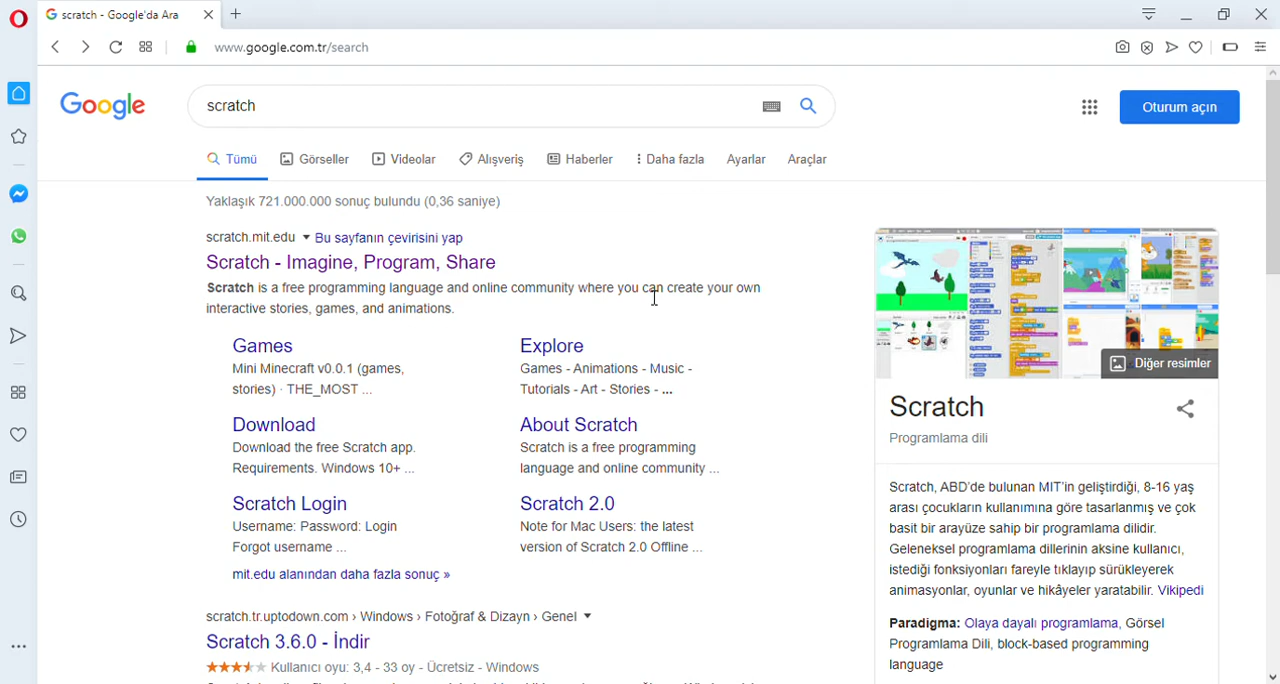 scratch - Google'da Ara
www.google.com.tr/search
Google
scratch
Oturum açın
Tümü
Görseller
Videolar
Alışveriş
Haberler
Daha fazla
Ayarlar
Araçlar
Yaklaşık 721.000.000 sonuç bulundu (0,36 saniye)
scratch.mit.edu Bu sayfanın çevirisini yap
Scratch - Imagine, Program, Share
Scratch is a free programming language and online community where you can create your own
interactive stories, games, and animations.
Games
Mini Minecraft v0.0.1 (games,
stories) · THE_MOST ...
Explore
Games - Animations - Music -
Tutorials - Art - Stories - ...
Download
Download the free Scratch app.
Requirements. Windows 10+ ...
About Scratch
Scratch is a free programming
language and online community ...
Scratch Login
Username: Password: Login
Forgot username ...
Scratch 2.0
Note for Mac Users: the latest
version of Scratch 2.0 Offline ...
mit.edu alanından daha fazla sonuç »
scratch.tr.uptodown.com › Windows › Fotoğraf & Dizayn › Genel
Scratch 3.6.0 - İndir
Kullanıcı oyu: 3,4 - 33 oy - Ücretsiz - Windows
Diğer resimler
Scratch
Programlama dili
Scratch, ABD'de bulunan MIT'in geliştirdiği, 8-16 yaş
arası çocukların kullanımına göre tasarlanmış ve çok
basit bir arayüze sahip bir programlama dilidir.
Geleneksel programlama dillerinin aksine kullanıcı,
istediği fonksiyonları fareyle tıklayıp sürükleyerek
animasyonlar, oyunlar ve hikâyeler yaratabilir. Vikipedi
Paradigma: Olaya dayalı programlama, Görsel
Programlama Dili, block-based programming
language